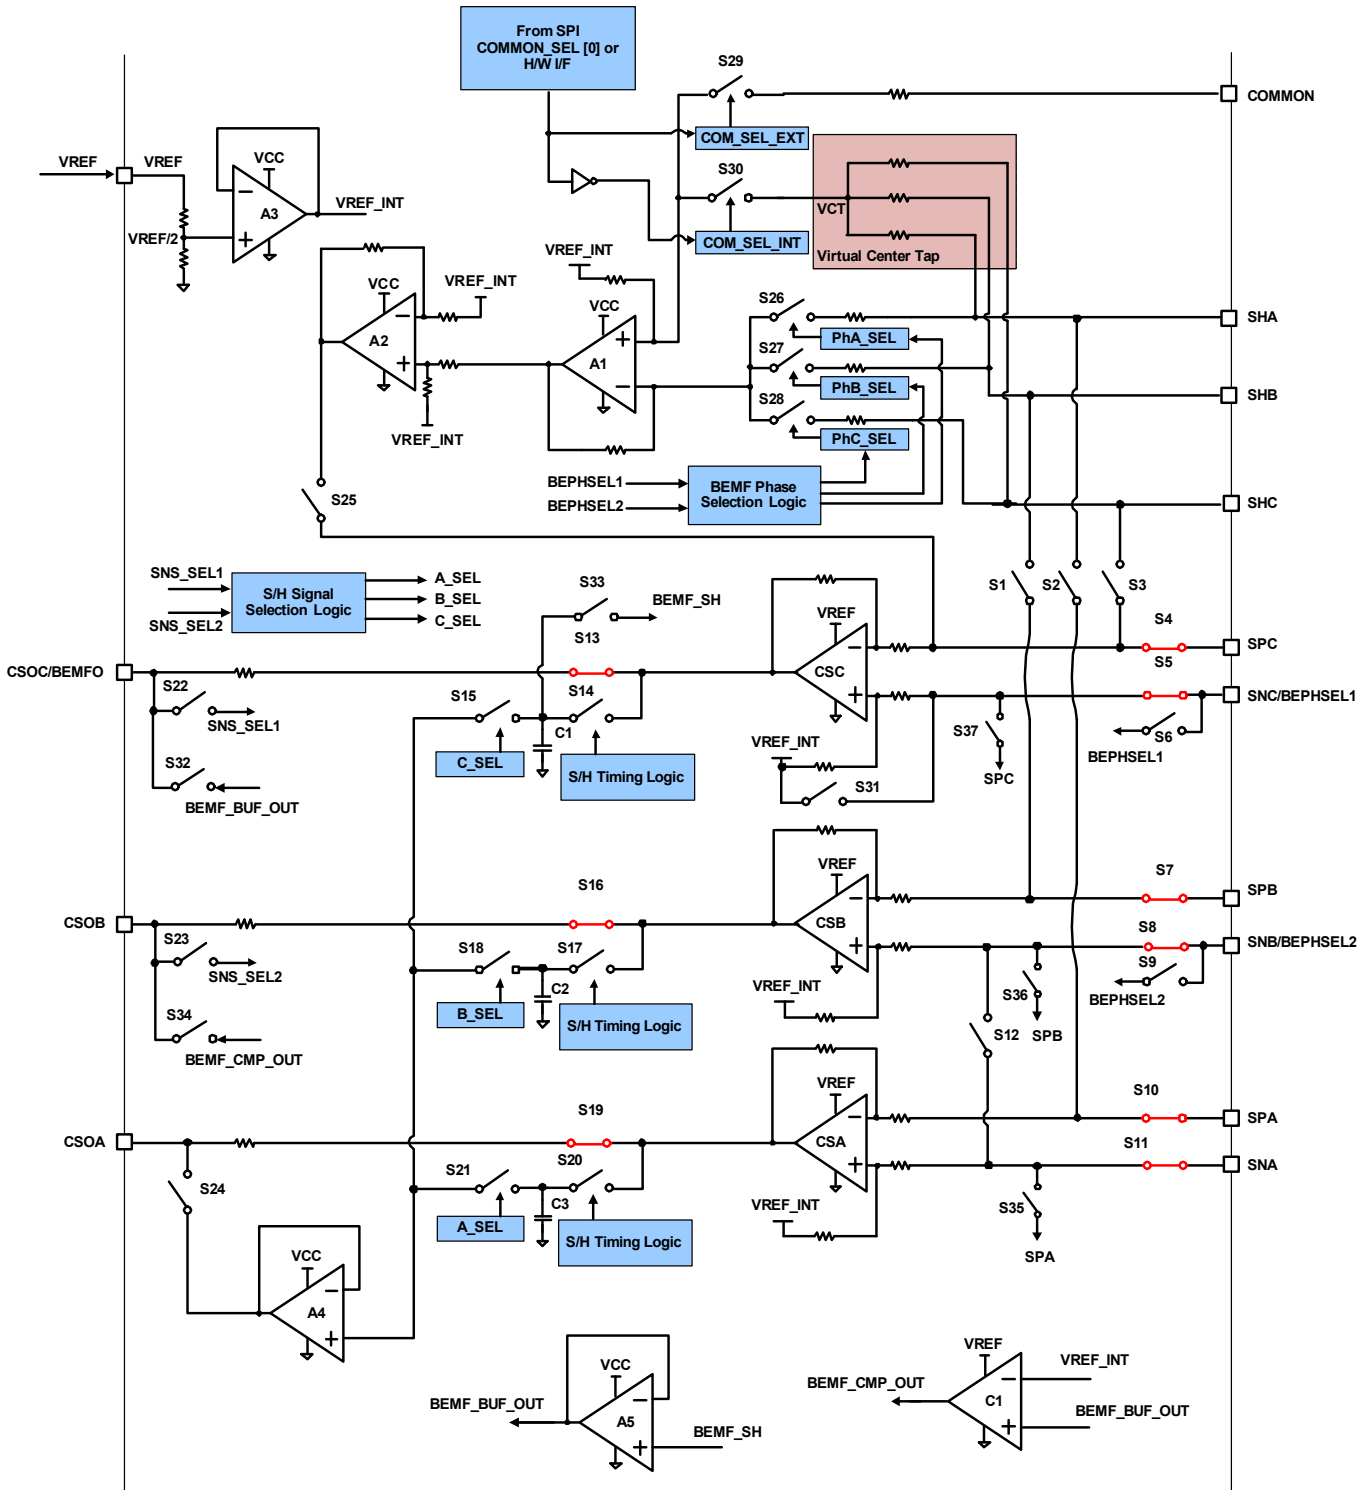 From SPI
COMMON_SEL [0] or
H/W I/F
S29
COMMON
COM_SEL_EXT
VREF
VREF
VCC
A3
VREF_INT
VREF/2
S30
VCT
COM_SEL_INT
Virtual Center Tap
VREF_INT
VREF_INT
VCC
A2
VREF_INT
VCC
A1
S26
PhA_SEL
SHA
S27
PhB_SEL
S28
SHB
PhC_SEL
BEPHSEL1
BEPHSEL2
BEMF Phase
Selection Logic
S25
SHC
SNS_SEL1
SNS_SEL2
S/H Signal
Selection Logic
A_SEL
B_SEL
C_SEL
S33
BEMF_SH
S13
S1
S2
S3
S4
VREF
SPC
S5
CSOC/BEMFO
CSC
S22
SNS_SEL1
S15
S14
C1
SNC/BEPHSEL1
S37
S6
BEPHSEL1
S32
BEMF_BUF_OUT
C_SEL
S/H Timing Logic
VREF_INT
S31
SPC
VREF
S7
SPB
S16
CSOB
CSB
S8
SNB/BEPHSEL2
S23
SNS_SEL2
S18
S17
C2
S9
BEPHSEL2
VREF_INT
S36
SPB
S34
BEMF_CMP_OUT
B_SEL
S/H Timing Logic
S12
VREF
S10
SPA
S19
CSOA
CSA
S11
SNA
S24
S21
S20
C3
VREF_INT
S35
SPA
A_SEL
S/H Timing Logic
VCC
A4
VCC
BEMF_BUF_OUT
A5
BEMF_SH
VREF
VREF_INT
BEMF_CMP_OUT
C1
BEMF_BUF_OUT